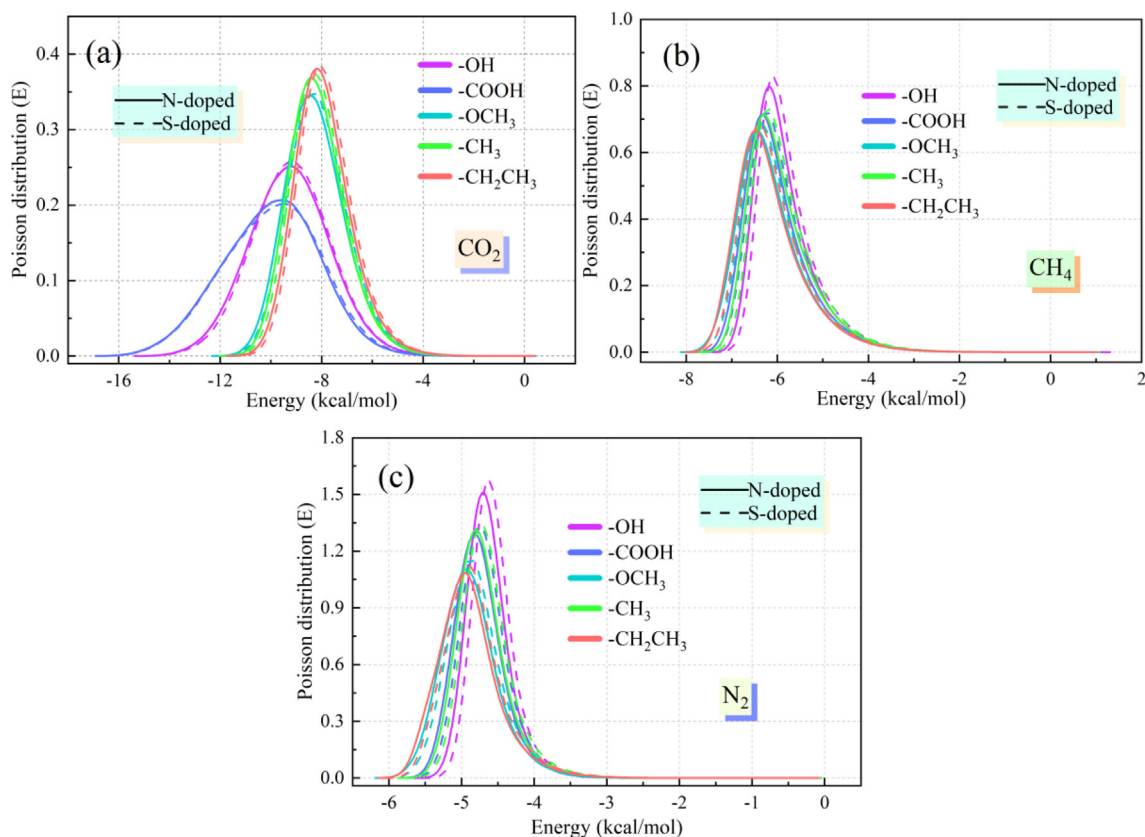 (a)
Poisson distribution (E)
0.4
0.3
0.2
0.1
0.0
N-doped
S-doped
-OH
-COOH
-OCH₃
-CH₃
-CH₂CH₃
CO₂
-16
-12
-8
-4
0
Energy (kcal/mol)
(b)
Poisson distribution (E)
1.0
0.8
0.6
0.4
0.2
0.0
N-doped
S-doped
-OH
-COOH
-OCH₃
-CH₃
-CH₂CH₃
CH₄
-8
-6
-4
-2
0
2
Energy (kcal/mol)
(c)
Poisson distribution (E)
1.8
1.5
1.2
0.9
0.6
0.3
0.0
N-doped
S-doped
-OH
-COOH
-OCH₃
-CH₃
-CH₂CH₃
N₂
-6
-5
-4
-3
-2
-1
0
Energy (kcal/mol)